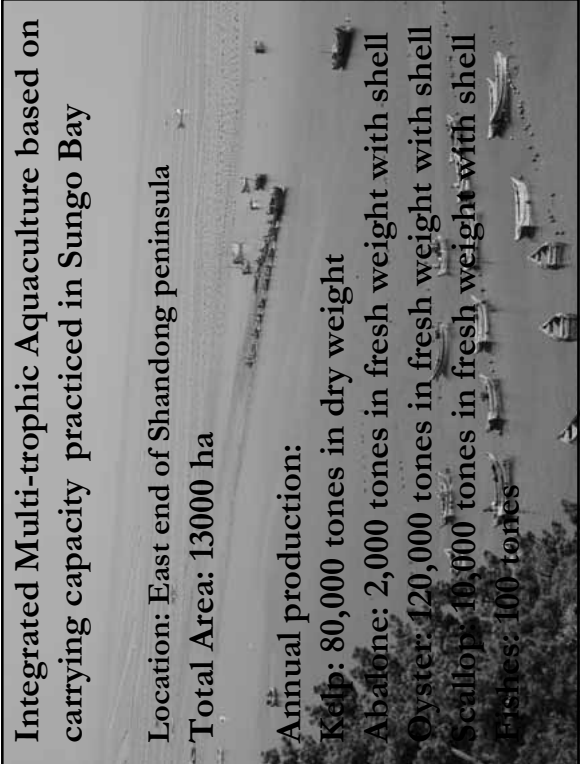 Integrated Multi-trophic Aquaculture based on
carrying capacity practiced in Sungo Bay
Location: East end of Shandong peninsula
Total Area: 13000 ha
Annual production:
Kelp: 80,000 tones in dry weight
Abalone: 2,000 tones in fresh weight with shell
Oyster: 120,000 tones in fresh weight with shell
Scallop: 10,000 tones in fresh weight with shell
Fishes: 100 tones